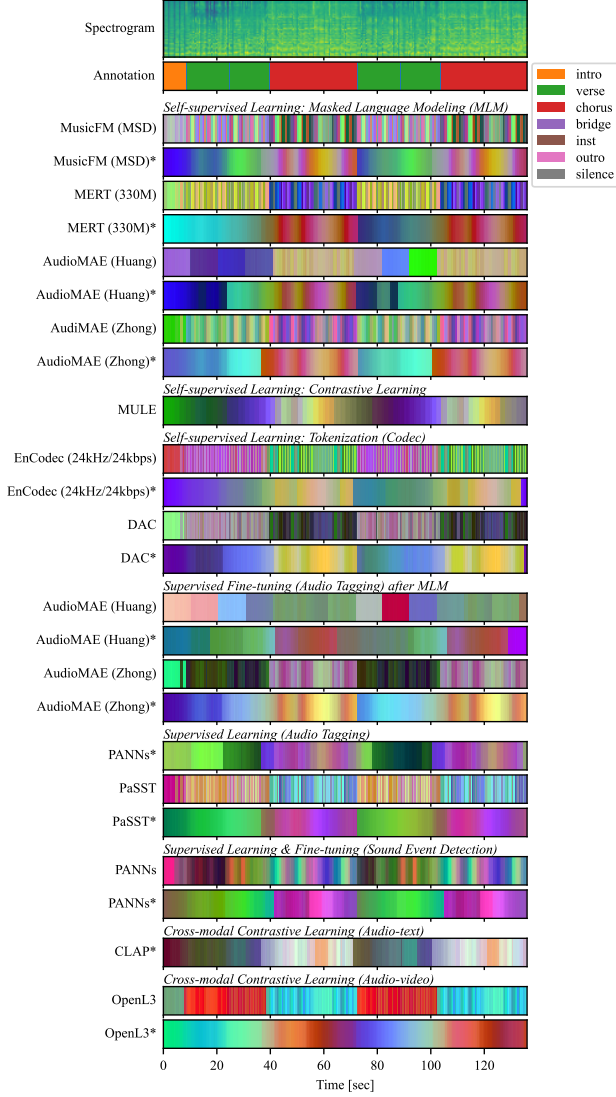 Spectrogram
Annotation
intro
verse
chorus
bridge
inst
outro
silence
Self-supervised Learning: Masked Language Modeling (MLM)
MusicFM (MSD)
MusicFM (MSD)*
MERT (330M)
MERT (330M)*
AudioMAE (Huang)
AudioMAE (Huang)*
AudiMAE (Zhong)
AudioMAE (Zhong)*
Self-supervised Learning: Contrastive Learning
MULE
Self-supervised Learning: Tokenization (Codec)
EnCodec (24kHz/24kbps)
EnCodec (24kHz/24kbps)*
DAC
DAC*
Supervised Fine-tuning (Audio Tagging) after MLM
AudioMAE (Huang)
AudioMAE (Huang)*
AudioMAE (Zhong)
AudioMAE (Zhong)*
Supervised Learning (Audio Tagging)
PANNs*
PaSST
PaSST*
Supervised Learning & Fine-tuning (Sound Event Detection)
PANNs
PANNs*
Cross-modal Contrastive Learning (Audio-text)
CLAP*
Cross-modal Contrastive Learning (Audio-video)
OpenL3
OpenL3*
0 20 40 60 80 100 120
Time [sec]